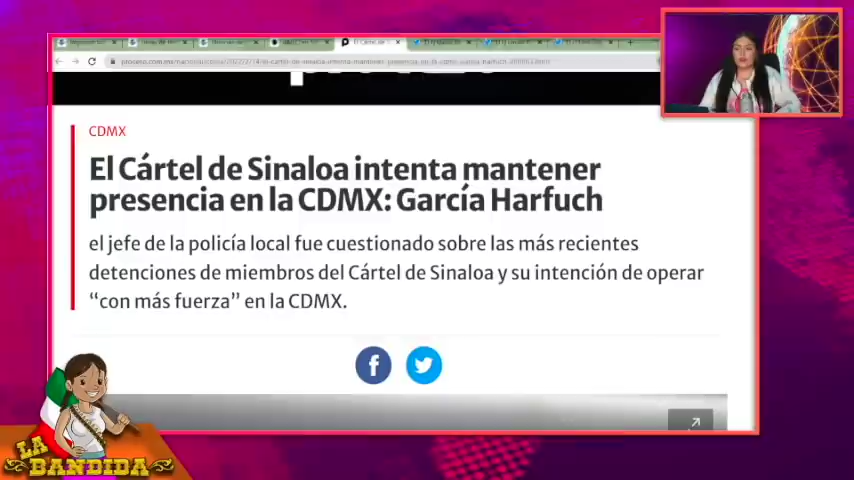 CDMX
El Cártel de Sinaloa intenta mantener
presencia en la CDMX: García Harfuch
el jefe de la policía local fue cuestionado sobre las más recientes
detenciones de miembros del Cártel de Sinaloa y su intención de operar
“con más fuerza” en la CDMX.
LA
BANDIDA